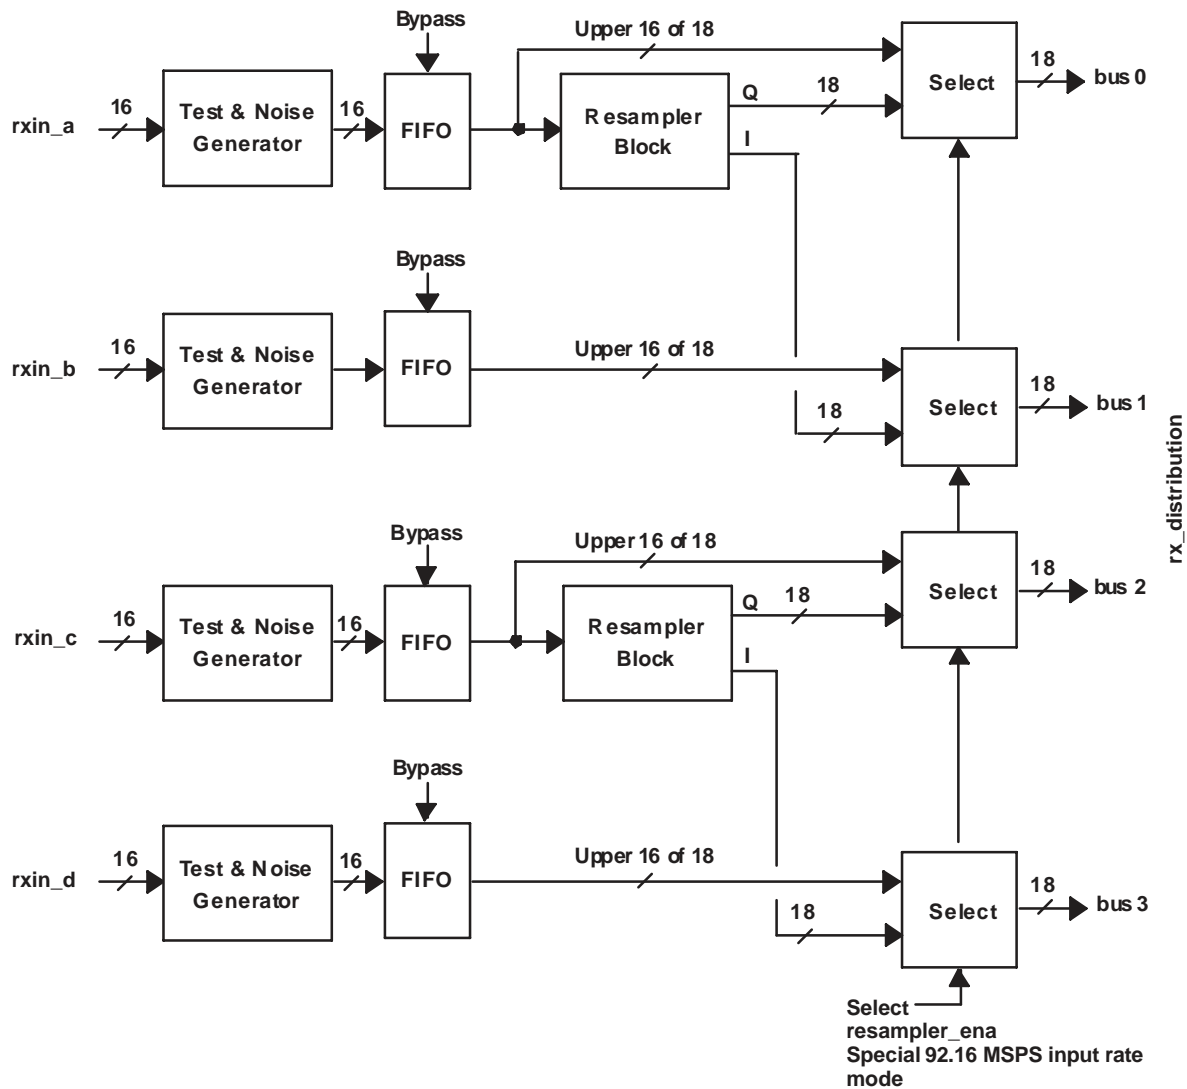 Bypass
Upper 16 of 18
18
Select
bus 0
16
Test & Noise
Generator
16
FIFO
Resampler
Block
Q
18
I
rxin_a
Bypass
16
Test & Noise
Generator
FIFO
Upper 16 of 18
18
Select
18
bus 1
rxin_b
rx_distribution
Bypass
Upper 16 of 18
18
Select
bus 2
16
Test & Noise
Generator
16
FIFO
Resampler
Block
Q
18
I
rxin_c
Bypass
16
Test & Noise
Generator
16
FIFO
Upper 16 of 18
18
Select
18
bus 3
rxin_d
Select
resampler_ena
Special 92.16 MSPS input rate
mode